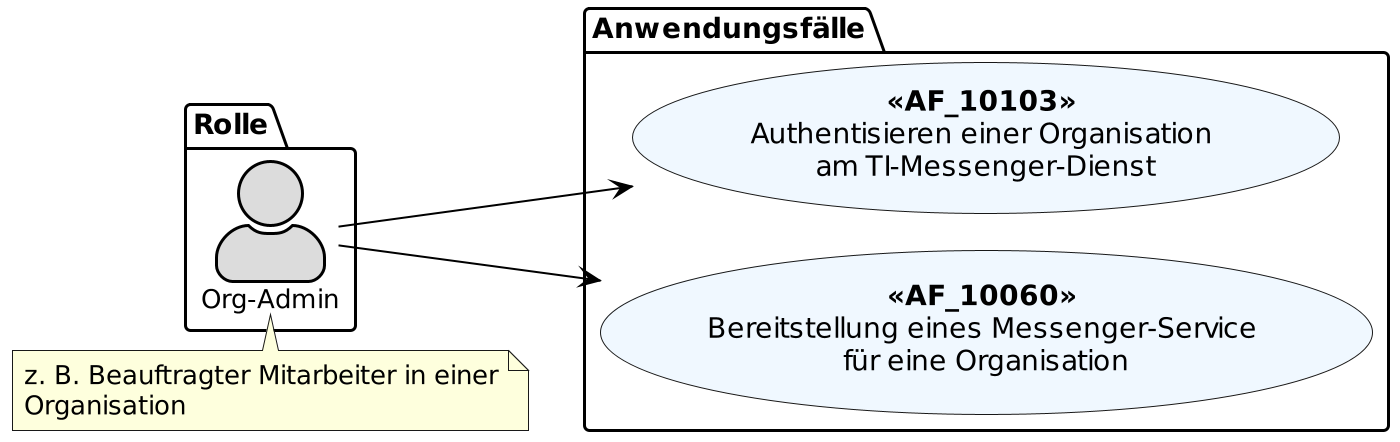 Rolle
Org-Admin
z. B. Beauftragter Mitarbeiter in einer
Organisation
Anwendungsfälle
«AF_10103»
Authentisieren einer Organisation
am TI-Messenger-Dienst
«AF_10060»
Bereitstellung eines Messenger-Service
für eine Organisation